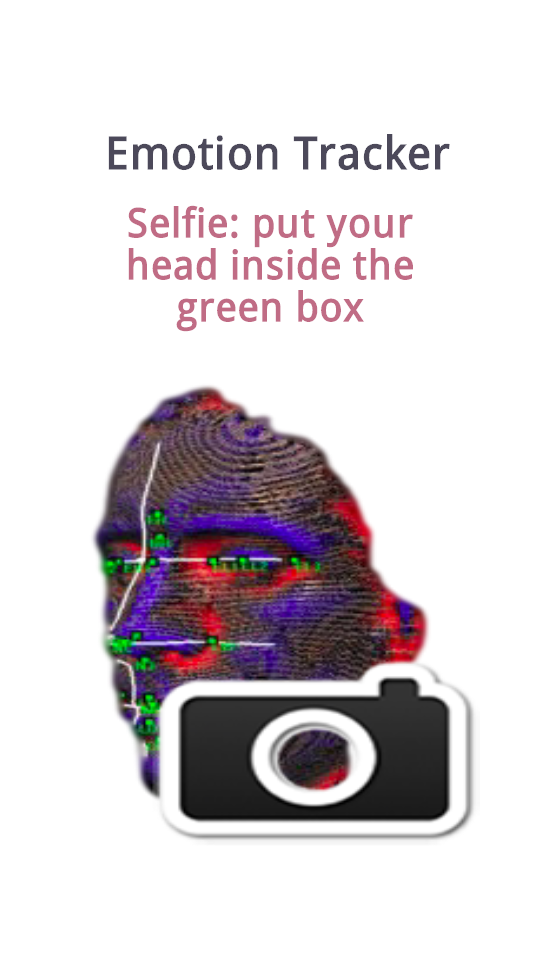 Emotion Tracker
Selfie: put your
head inside the
green box